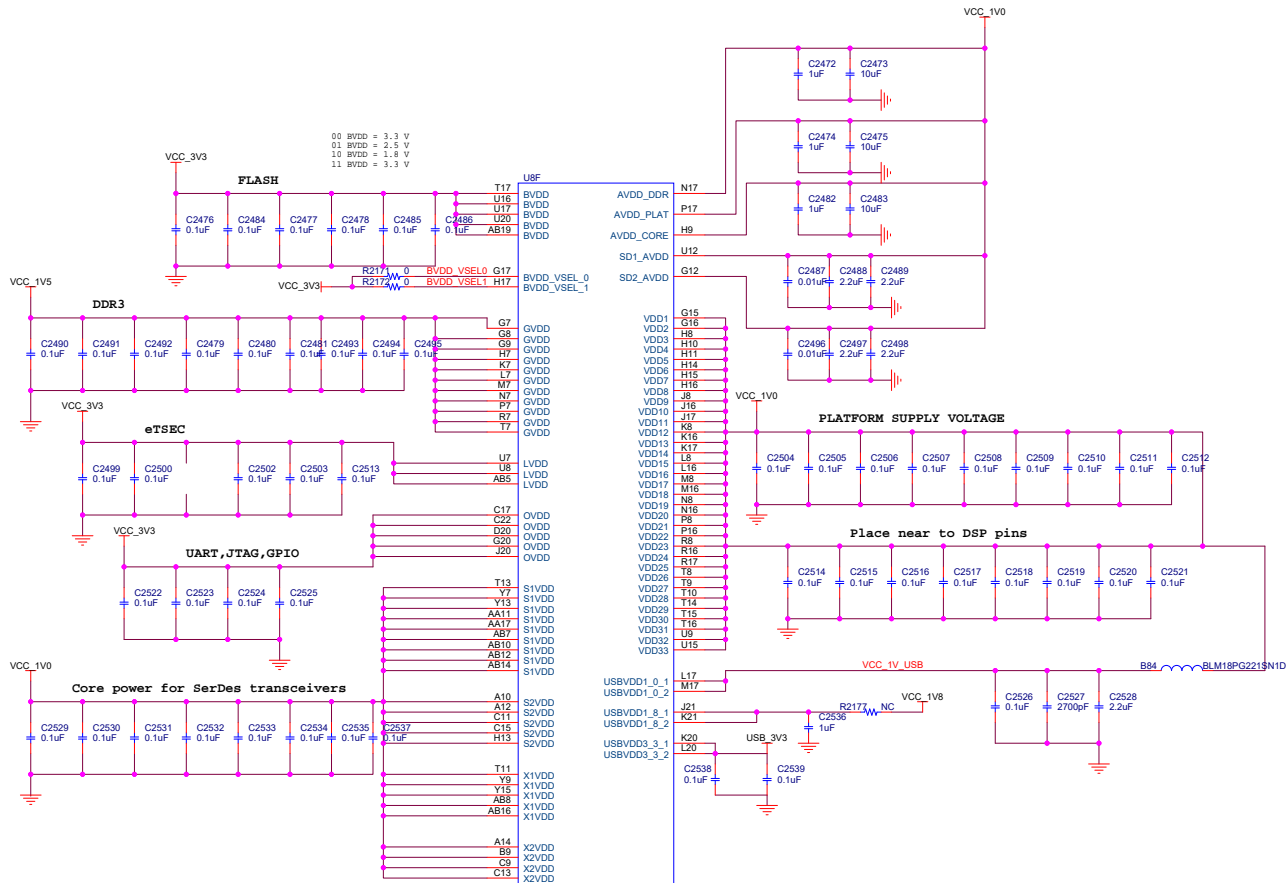 VCC_1V0
C2472
1uF
C2473
10uF
C2474
1uF
C2475
10uF
C2482
1uF
C2483
10uF
C2487
0.01uF
C2488
2.2uF
C2489
2.2uF
C2496
0.01uF
C2497
2.2uF
C2498
2.2uF
00 BVDD = 3.3 V
01 BVDD = 2.5 V
10 BVDD = 1.8 V
11 BVDD = 3.3 V
VCC_3V3
FLASH
C2476
0.1uF
C2484
0.1uF
C2477
0.1uF
C2478
0.1uF
C2485
0.1uF
C2486
0.1uF
R2171 0 BVDD_VSEL0
R2172 0 BVDD_VSEL1
VCC_3V3
VCC_1V5
DDR3
C2490
0.1uF
C2491
0.1uF
C2492
0.1uF
C2479
0.1uF
C2480
0.1uF
C2481
0.1uF
C2493
0.1uF
C2494
0.1uF
C2495
0.1uF
VCC_3V3
eTSEC
C2499
0.1uF
C2500
0.1uF
C2502
0.1uF
C2503
0.1uF
C2513
0.1uF
VCC_3V3
UART,JTAG,GPIO
C2522
0.1uF
C2523
0.1uF
C2524
0.1uF
C2525
0.1uF
VCC_1V0
Core power for SerDes transceivers
C2529
0.1uF
C2530
0.1uF
C2531
0.1uF
C2532
0.1uF
C2533
0.1uF
C2534
0.1uF
C2535
0.1uF
C2537
0.1uF
U8F
T17 BVDD
U16 BVDD
U17 BVDD
U20 BVDD
AB19 BVDD
G17 BVDD_VSEL_0
H17 BVDD_VSEL_1
G7 GVDD
G8 GVDD
G9 GVDD
H7 GVDD
K7 GVDD
L7 GVDD
M7 GVDD
N7 GVDD
P7 GVDD
R7 GVDD
T7 GVDD
U7 LVDD
U8 LVDD
AB5 LVDD
C17 OVDD
C22 OVDD
D20 OVDD
G20 OVDD
J20 OVDD
T13 S1VDD
Y7 S1VDD
Y13 S1VDD
AA11 S1VDD
AA17 S1VDD
AB7 S1VDD
AB10 S1VDD
AB12 S1VDD
AB14 S1VDD
A10 S2VDD
A12 S2VDD
C11 S2VDD
C15 S2VDD
H13 S2VDD
T11 X1VDD
Y9 X1VDD
Y15 X1VDD
AB8 X1VDD
AB16 X1VDD
A14 X2VDD
B9 X2VDD
C9 X2VDD
C13 X2VDD
AVDD_DDR N17
AVDD_PLAT P17
AVDD_CORE H9
SD1_AVDD U12
SD2_AVDD G12
VDD1 G15
VDD2 G16
VDD3 H8
VDD4 H10
VDD5 H11
VDD6 H14
VDD7 H15
VDD8 H16
VDD9 J8
VDD10 J16
VDD11 J17
VDD12 K8
VDD13 K16
VDD14 K17
VDD15 L8
VDD16 L16
VDD17 M8
VDD18 M16
VDD19 N8
VDD20 N16
VDD21 P8
VDD22 P16
VDD23 R8
VDD24 R16
VDD25 R17
VDD26 T8
VDD27 T9
VDD28 T10
VDD29 T14
VDD30 T15
VDD31 T16
VDD32 U9
VDD33 U15
USBVDD1_0_1 L17
USBVDD1_0_2 M17
USBVDD1_8_1 J21
USBVDD1_8_2 K21
USBVDD3_3_1 K20
USBVDD3_3_2 L20
VCC_1V0
PLATFORM SUPPLY VOLTAGE
C2504
0.1uF
C2505
0.1uF
C2506
0.1uF
C2507
0.1uF
C2508
0.1uF
C2509
0.1uF
C2510
0.1uF
C2511
0.1uF
C2512
0.1uF
Place near to DSP pins
C2514
0.1uF
C2515
0.1uF
C2516
0.1uF
C2517
0.1uF
C2518
0.1uF
C2519
0.1uF
C2520
0.1uF
C2521
0.1uF
VCC_1V_USB
B84 BLM18PG221SN1D
C2526
0.1uF
C2527
2700pF
C2528
2.2uF
R2177 NC
VCC_1V8
C2536
1uF
USB_3V3
C2538
0.1uF
C2539
0.1uF